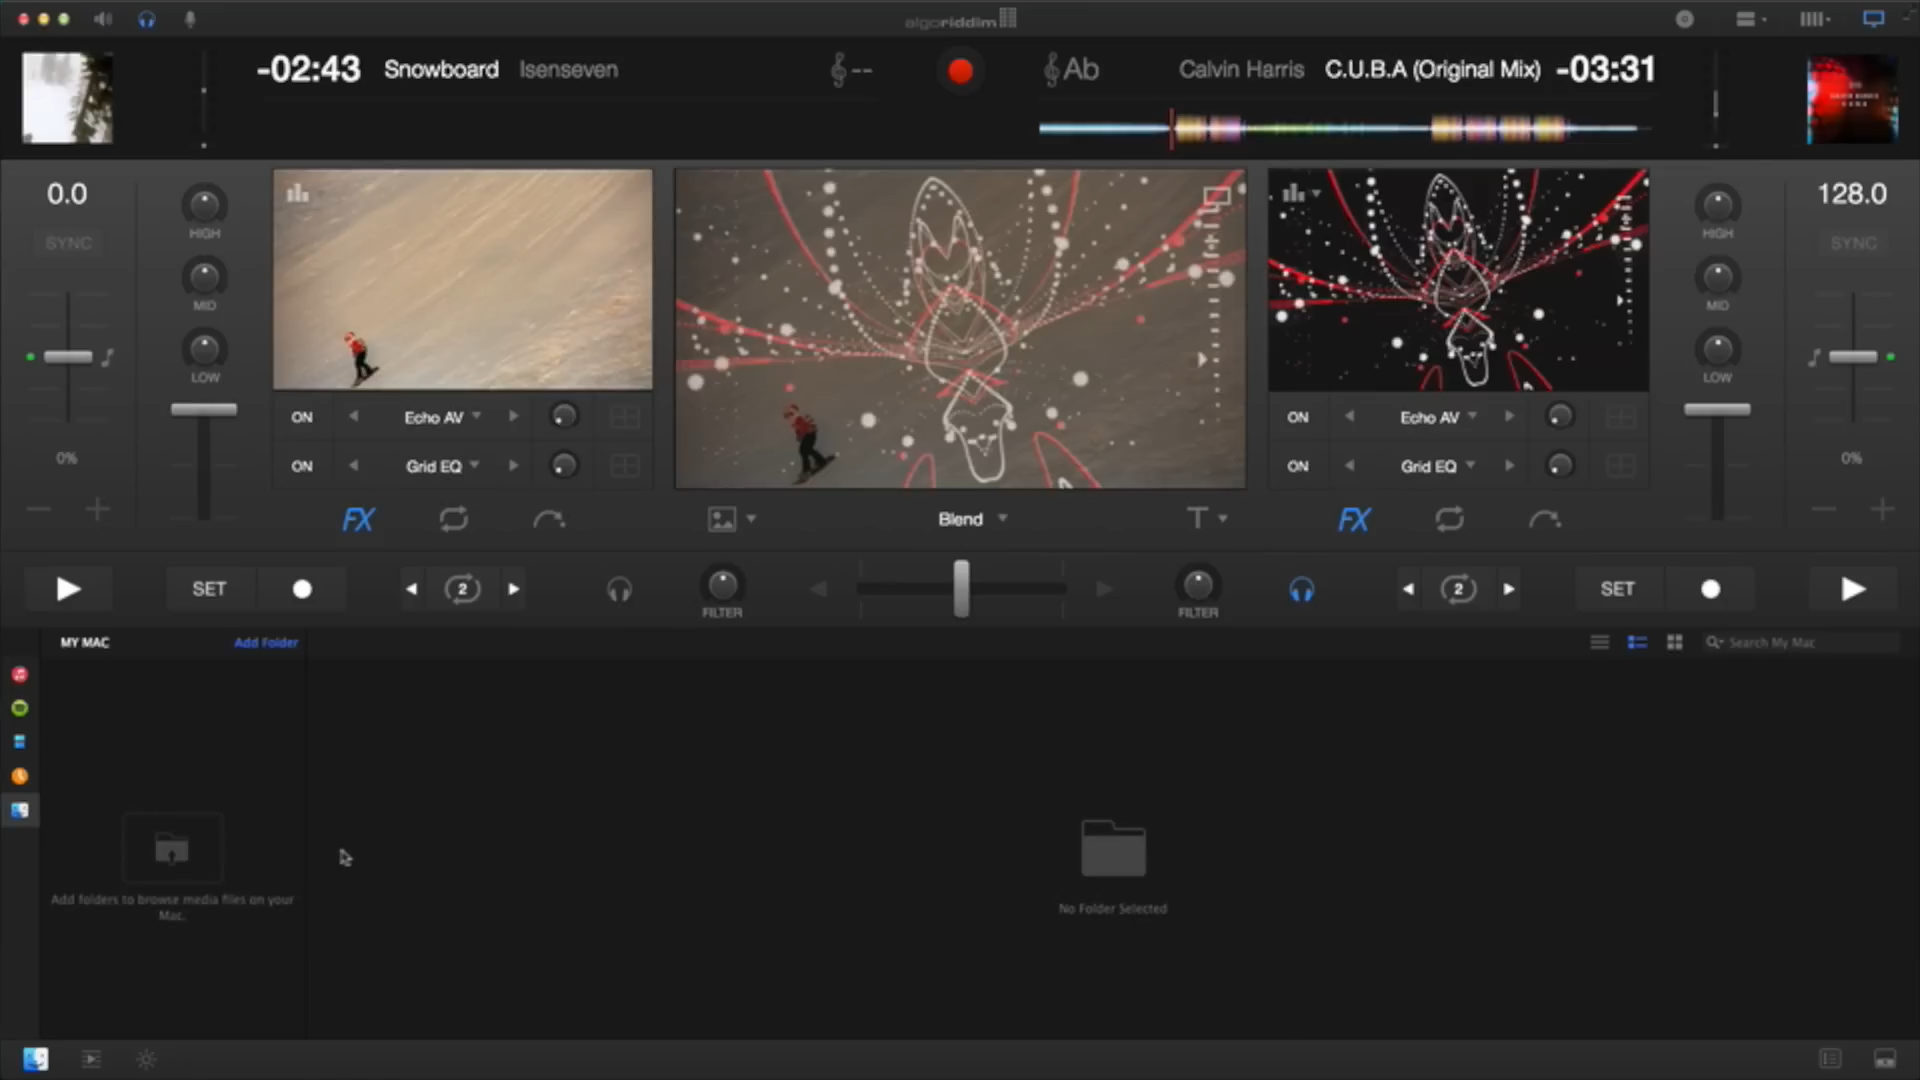 algoriddim
-02:43 Snowboard Isenseven --
Ab Calvin Harris C.U.B.A (Original Mix) -03:31
0.0
SYNC
0%
HIGH
MID
LOW
ON Echo AV
ON Grid EQ
FX
Blend
T
ON Echo AV
ON Grid EQ
FX
HIGH
MID
LOW
128.0
SYNC
0%
SET 2 FILTER FILTER 2 SET
MY MAC Add Folder
Search My Mac
Add folders to browse media files on your
Mac.
No Folder Selected